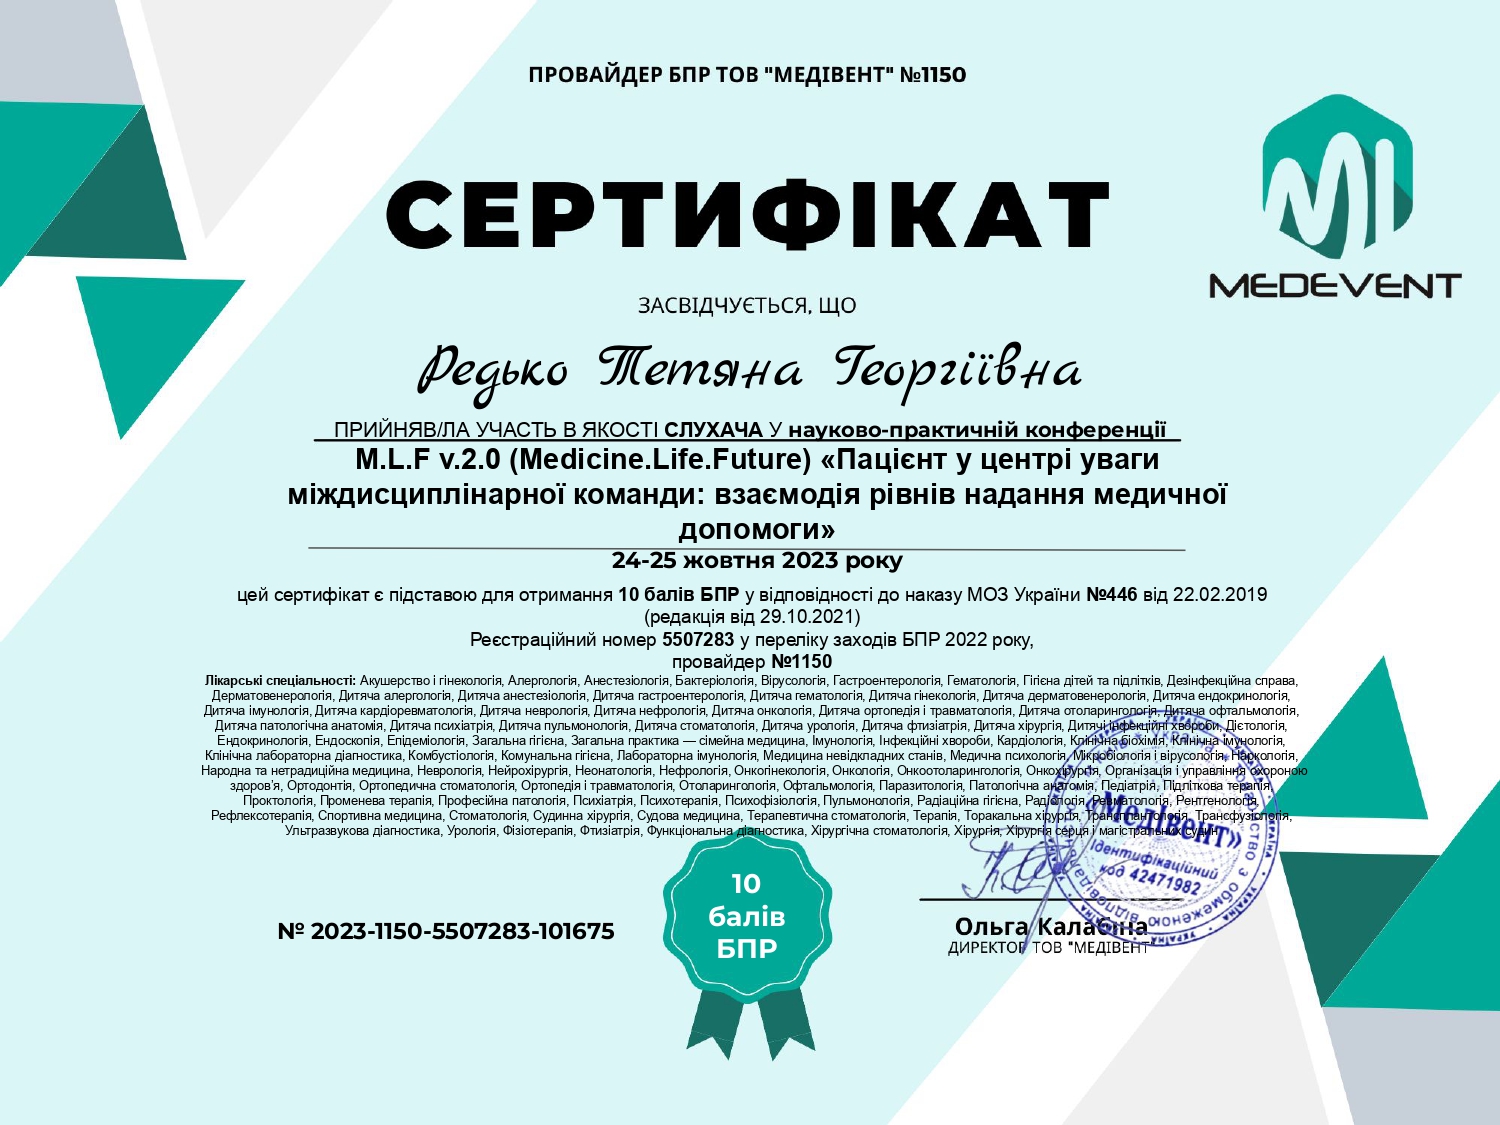 ПРОВАЙДЕР БПР ТОВ "МЕДІВЕНТ" №1150
СЕРТИФІКАТ
MEDEVENT
ЗАСВІДЧУЄТЬСЯ, ЩО
Редько Тетяна Георгіївна
ПРИЙНЯВ/ЛА УЧАСТЬ В ЯКОСТІ СЛУХАЧА У науково-практичній конференції
M.L.F v.2.0 (Medicine.Life.Future) «Пацієнт у центрі уваги
міждисциплінарної команди: взаємодія рівнів надання медичної
допомоги»
24-25 жовтня 2023 року
цей сертифікат є підставою для отримання 10 балів БПР у відповідності до наказу МОЗ України №446 від 22.02.2019
(редакція від 29.10.2021)
Реєстраційний номер 5507283 у переліку заходів БПР 2022 року,
провайдер №1150
Лікарські спеціальності: Акушерство і гінекологія, Алергологія, Анестезіологія, Бактеріологія, Вірусологія, Гастроентерологія, Гематологія, Гігієна дітей та підлітків, Дезінфекційна справа,
Дерматовенерологія, Дитяча алергологія, Дитяча анестезіологія, Дитяча гастроентерологія, Дитяча гематологія, Дитяча гінекологія, Дитяча дерматовенерологія, Дитяча ендокринологія,
Дитяча імунологія, Дитяча кардіоревматологія, Дитяча неврологія, Дитяча нефрологія, Дитяча онкологія, Дитяча ортопедія і травматологія, Дитяча отоларингологія, Дитяча офтальмологія,
Дитяча патологічна анатомія, Дитяча психіатрія, Дитяча пульмонологія, Дитяча стоматологія, Дитяча урологія, Дитяча фтизіатрія, Дитяча хірургія, Дитячі інфекційні хвороби, Дієтологія,
Ендокринологія, Ендоскопія, Епідеміологія, Загальна гігієна, Загальна практика — сімейна медицина, Імунологія, Інфекційні хвороби, Кардіологія, Клінічна біохімія, Клінічна імунологія,
Клінічна лабораторна діагностика, Комбустіологія, Комунальна гігієна, Лабораторна імунологія, Медицина невідкладних станів, Медична психологія, Мікробіологія і вірусологія, Наркологія,
Народна та нетрадиційна медицина, Неврологія, Нейрохірургія, Неонатологія, Нефрологія, Онкогінекологія, Онкологія, Онкоотоларингологія, Онкохірургія, Організація і управління охороною
здоров'я, Ортодонтія, Ортопедична стоматологія, Ортопедія і травматологія, Отоларингологія, Офтальмологія, Паразитологія, Патологічна анатомія, Педіатрія, Підліткова терапія,
Проктологія, Променева терапія, Професійна патологія, Психіатрія, Психотерапія, Психофізіологія, Пульмонологія, Радіаційна гігієна, Радіологія, Ревматологія, Рентгенологія,
Рефлексотерапія, Спортивна медицина, Стоматологія, Судинна хірургія, Судова медицина, Терапевтична стоматологія, Терапія, Торакальна хірургія, Трансплантологія, Трансфузіологія,
Ультразвукова діагностика, Урологія, Фізіотерапія, Фтизіатрія, Функціональна діагностика, Хірургічна стоматологія, Хірургія, Хірургія серця і магістральних судин
«Медівент»
Ідентифікаційний
код 42471982
10
балів
БПР
№ 2023-1150-5507283-101675
Ольга Калабіна
ДИРЕКТОР ТОВ "МЕДІВЕНТ"